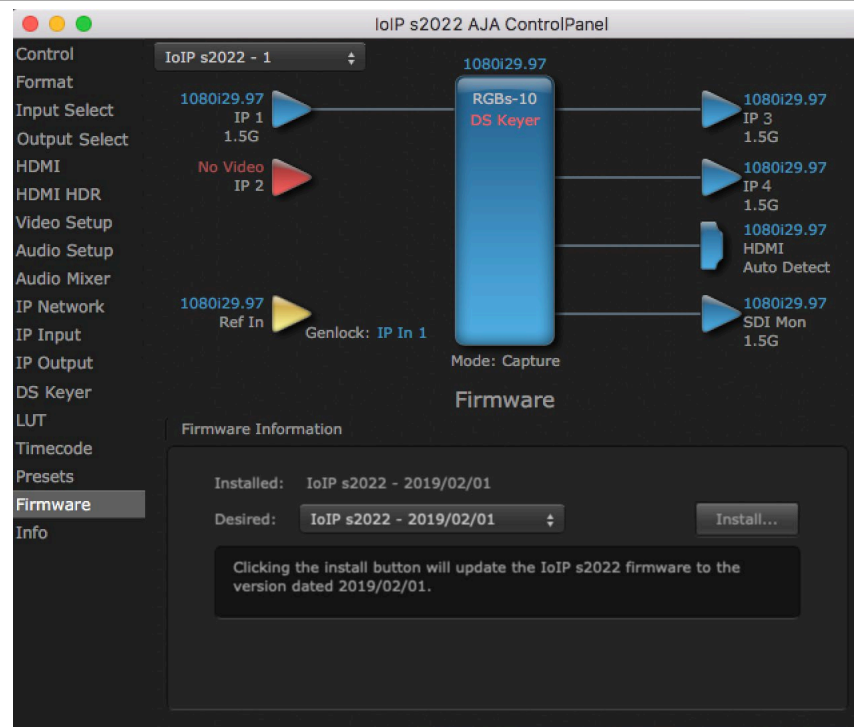 IoIP s2022 AJA ControlPanel
Control
Format
Input Select
Output Select
HDMI
HDMI HDR
Video Setup
Audio Setup
Audio Mixer
IP Network
IP Input
IP Output
DS Keyer
LUT
Timecode
Presets
Firmware
Info
IoIP s2022 - 1
1080i29.97
IP 1
1.5G
No Video
IP 2
1080i29.97
Ref In
Genlock: IP In 1
1080i29.97
RGBs-10
DS Keyer
Mode: Capture
1080i29.97
IP 3
1.5G
1080i29.97
IP 4
1.5G
1080i29.97
HDMI
Auto Detect
1080i29.97
SDI Mon
1.5G
Firmware
Firmware Information
Installed: IoIP s2022 - 2019/02/01
Desired: IoIP s2022 - 2019/02/01
Install...
Clicking the install button will update the IoIP s2022 firmware to the
version dated 2019/02/01.